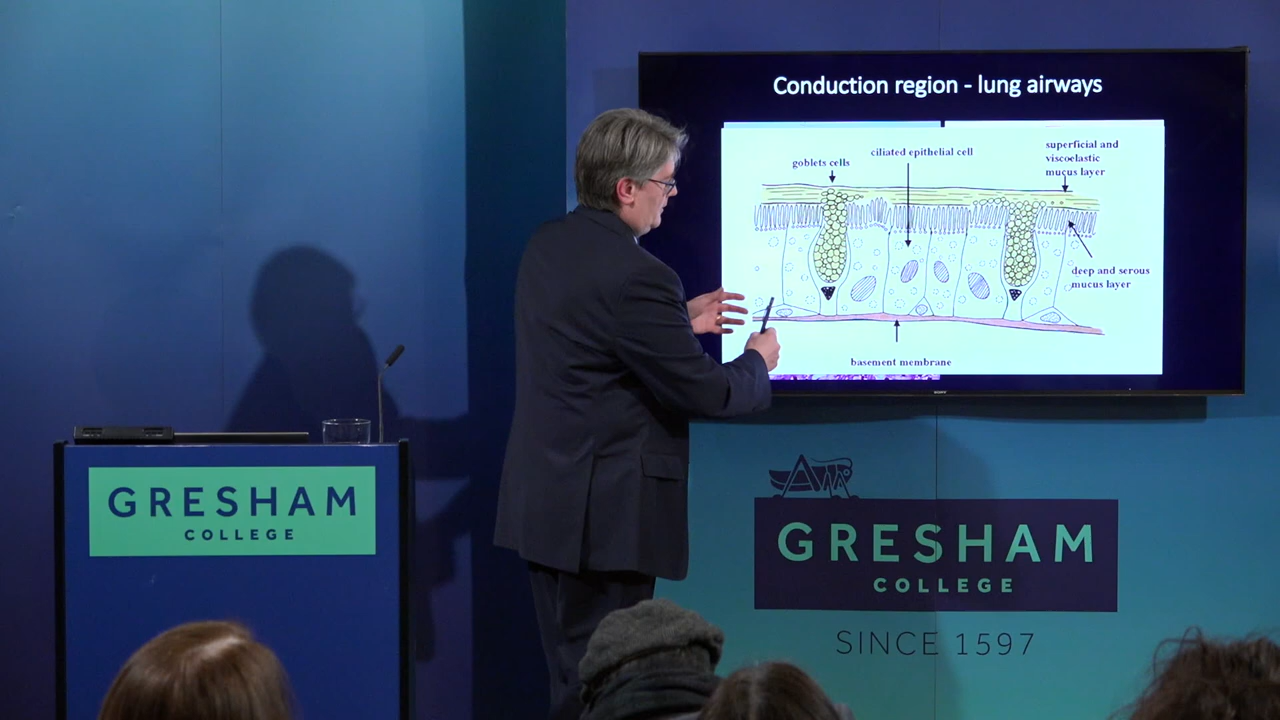 Conduction region - lung airways
goblets cells
ciliated epithelial cell
superficial and
viscoelastic
mucus layer
deep and serous
mucus layer
basement membrane
SONY
GRESHAM
COLLEGE
GRESHAM
COLLEGE
SINCE 1597